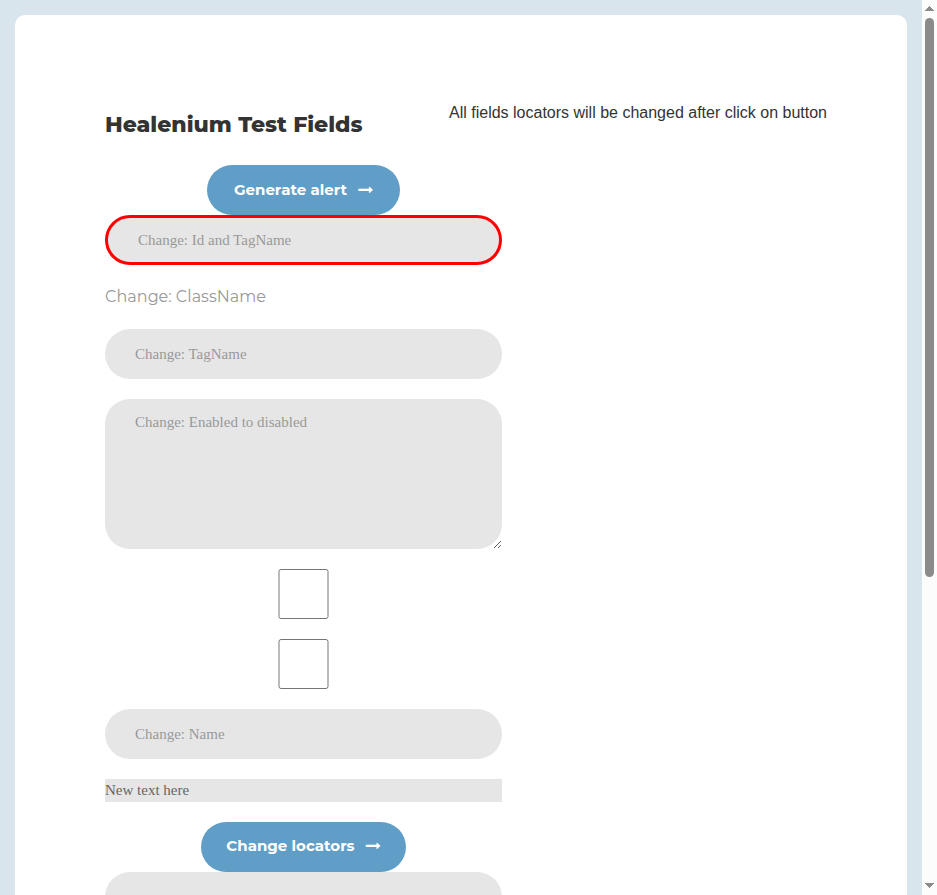 Healenium Test Fields
All fields locators will be changed after click on button
Generate alert
Change: Id and TagName
Change: ClassName
Change: TagName
Change: Enabled to disabled
Change: Name
New text here
Change locators